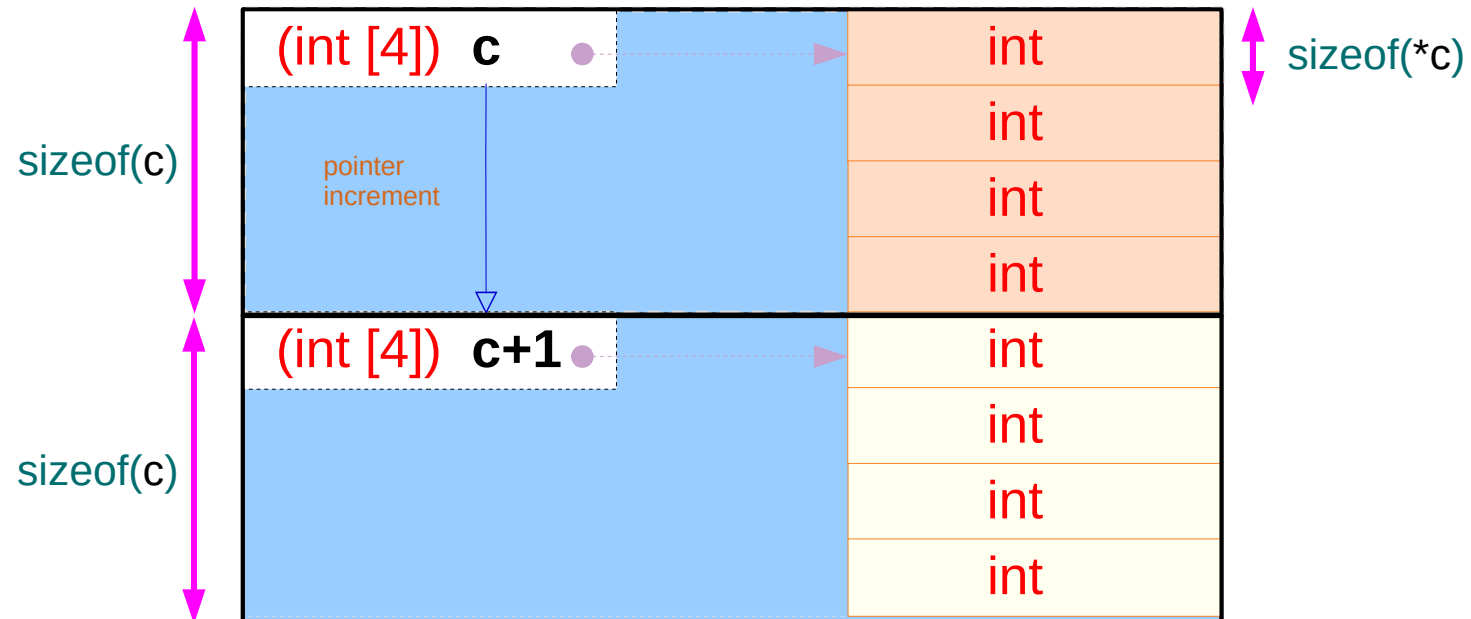 (int [4]) c
int
sizeof(*c)
int
sizeof(c)
pointer
increment
int
int
(int [4]) c+1
int
int
sizeof(c)
int
int